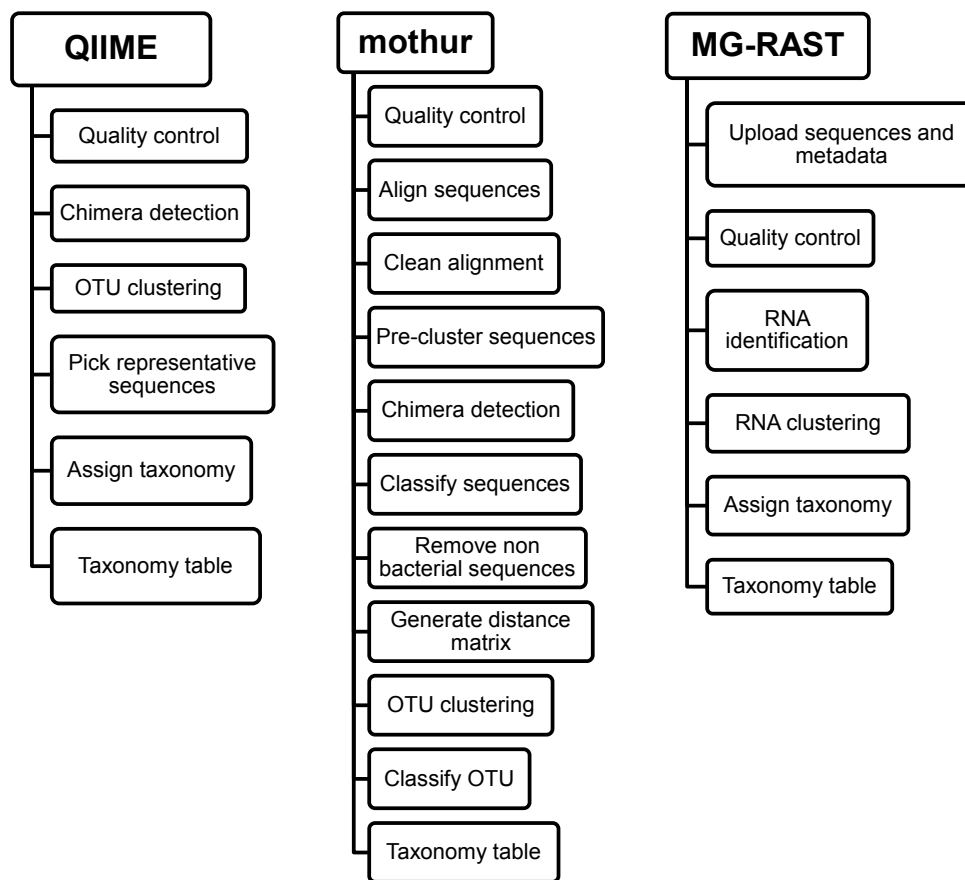 QIIME
Quality control
Chimera detection
OTU clustering
Pick representative
sequences
Assign taxonomy
Taxonomy table
mothur
Quality control
Align sequences
Clean alignment
Pre-cluster sequences
Chimera detection
Classify sequences
Remove non
bacterial sequences
Generate distance
matrix
OTU clustering
Classify OTU
Taxonomy table
MG-RAST
Upload sequences and
metadata
Quality control
RNA
identification
RNA clustering
Assign taxonomy
Taxonomy table